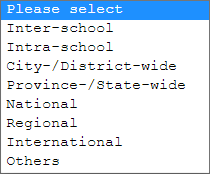 Please select
Inter-school
Intra-school
City-/District-wide
Province-/State-wide
National
Regional
International
Others